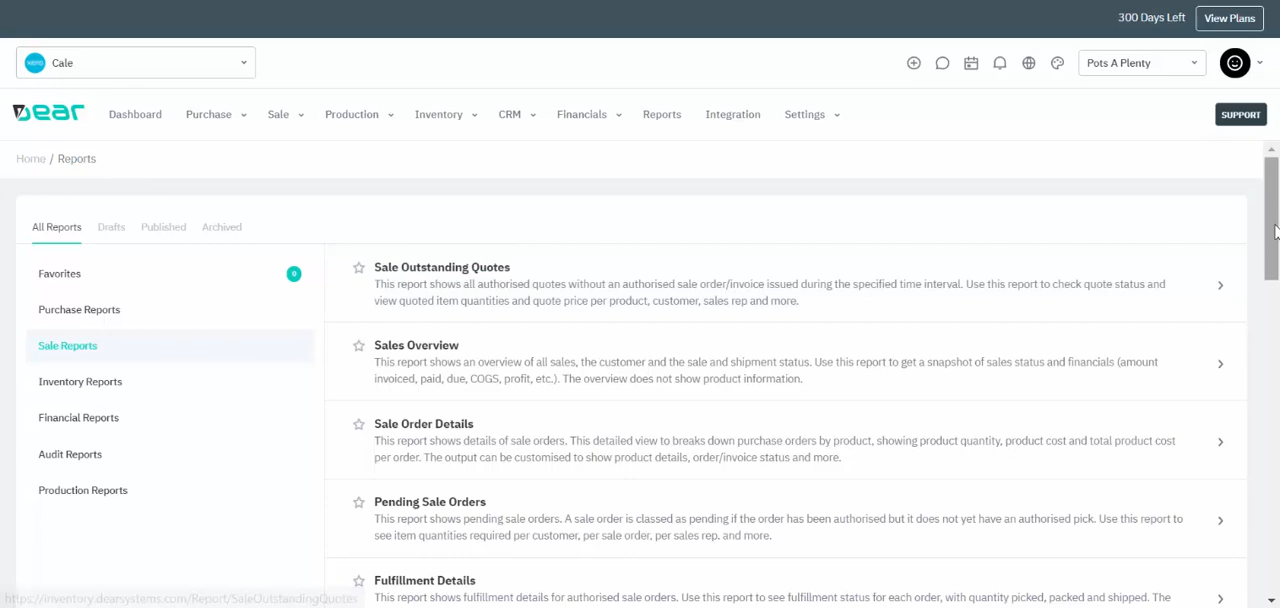 300 Days Left View Plans
Cale Pots A Plenty
Dear Dashboard Purchase Sale Production Inventory CRM Financials Reports Integration Settings SUPPORT
Home / Reports
All Reports Drafts Published Archived
Favorites 0
Purchase Reports
Sale Reports
Inventory Reports
Financial Reports
Audit Reports
Production Reports
Sale Outstanding Quotes
This report shows all authorised quotes without an authorised sale order/invoice issued during the specified time interval. Use this report to check quote status and
view quoted item quantities and quote price per product, customer, sales rep and more.
Sales Overview
This report shows an overview of all sales, the customer and the sale and shipment status. Use this report to get a snapshot of sales status and financials (amount
invoiced, paid, due, COGS, profit, etc.). The overview does not show product information.
Sale Order Details
This report shows details of sale orders. This detailed view to breaks down purchase orders by product, showing product quantity, product cost and total product cost
per order. The output can be customised to show product details, order/invoice status and more.
Pending Sale Orders
This report shows pending sale orders. A sale order is classed as pending if the order has been authorised but it does not yet have an authorised pick. Use this report to
see item quantities required per customer, per sale order, per sales rep. and more.
Fulfillment Details
This report shows fulfillment details for authorised sale orders. Use this report to see fulfillment status for each order, with quantity picked, packed and shipped. The
https://inventory.dearsystems.com/Report/SaleOutstandingQuotes